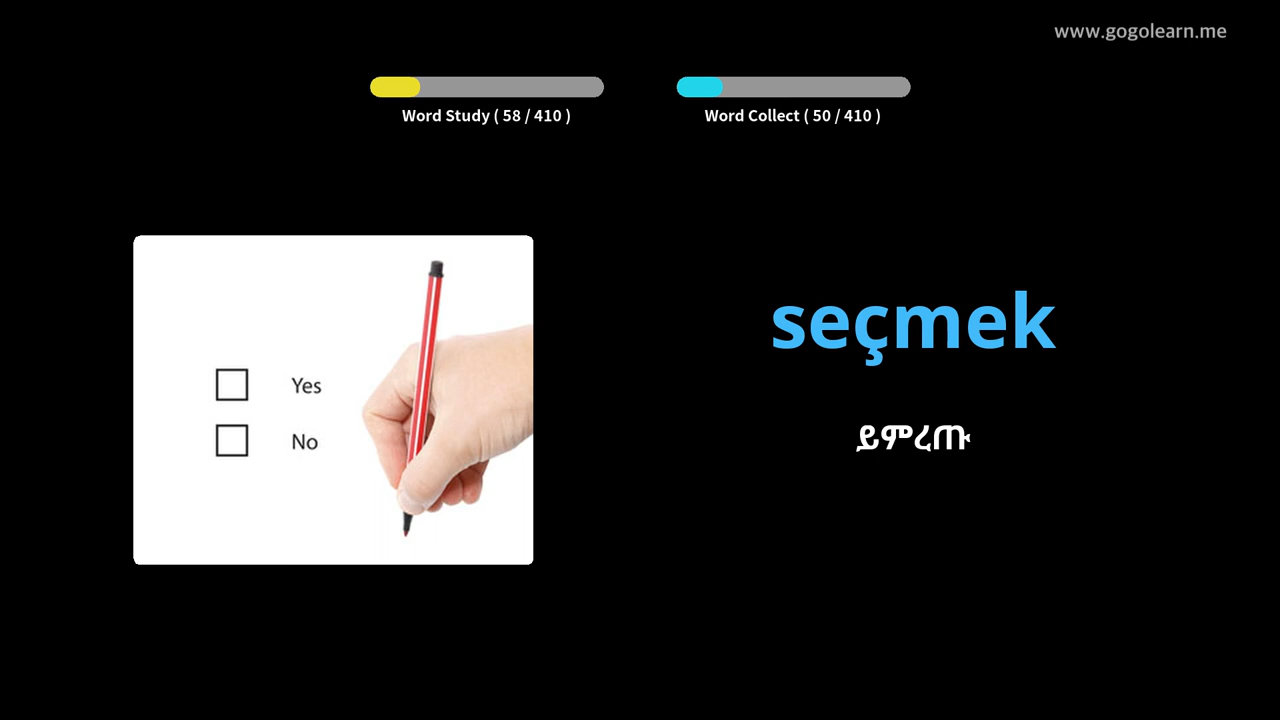 www.gogolearn.me
Word Study ( 58 / 410 )
Word Collect ( 50 / 410 )
Yes
No
seçmek
ይምረጡ